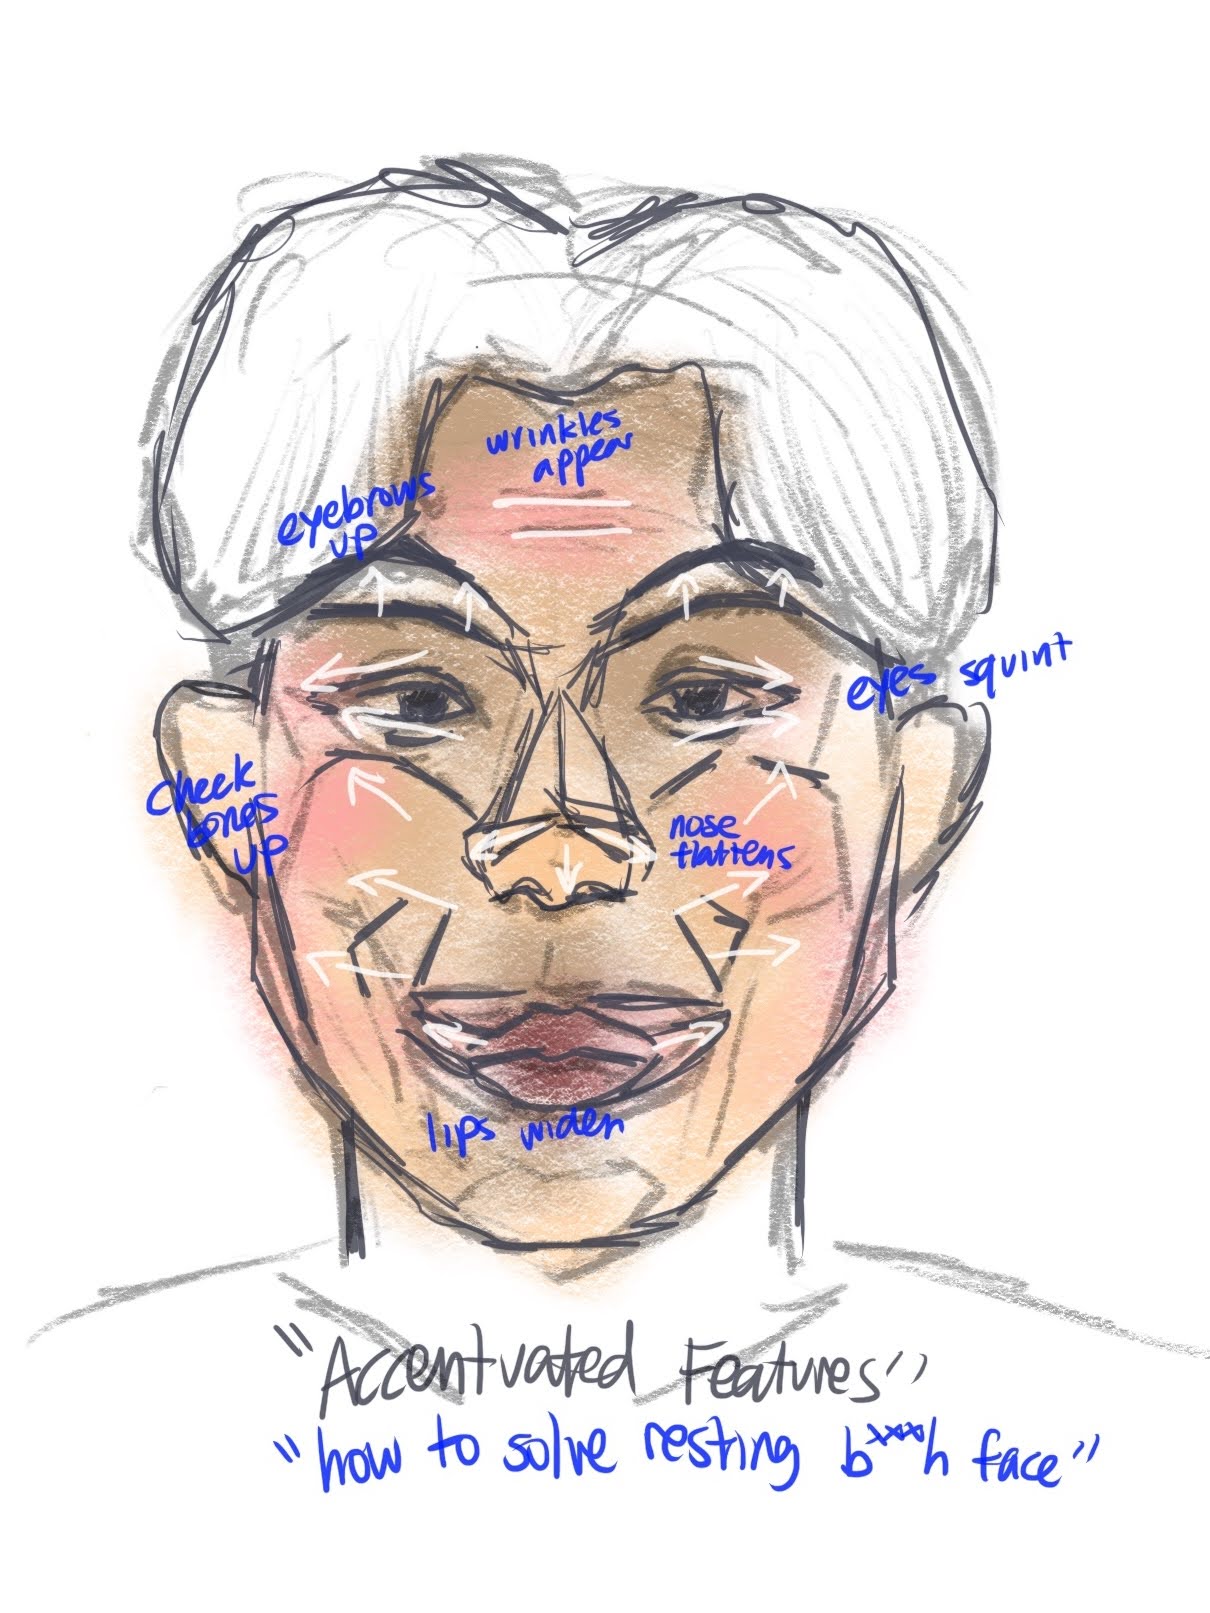 wrinkles
appear
eyebrows
up
eyes squint
cheek
bones
up
nose
flattens
lips widen
"Accentuated Features"
"how to solve resting b****h face"